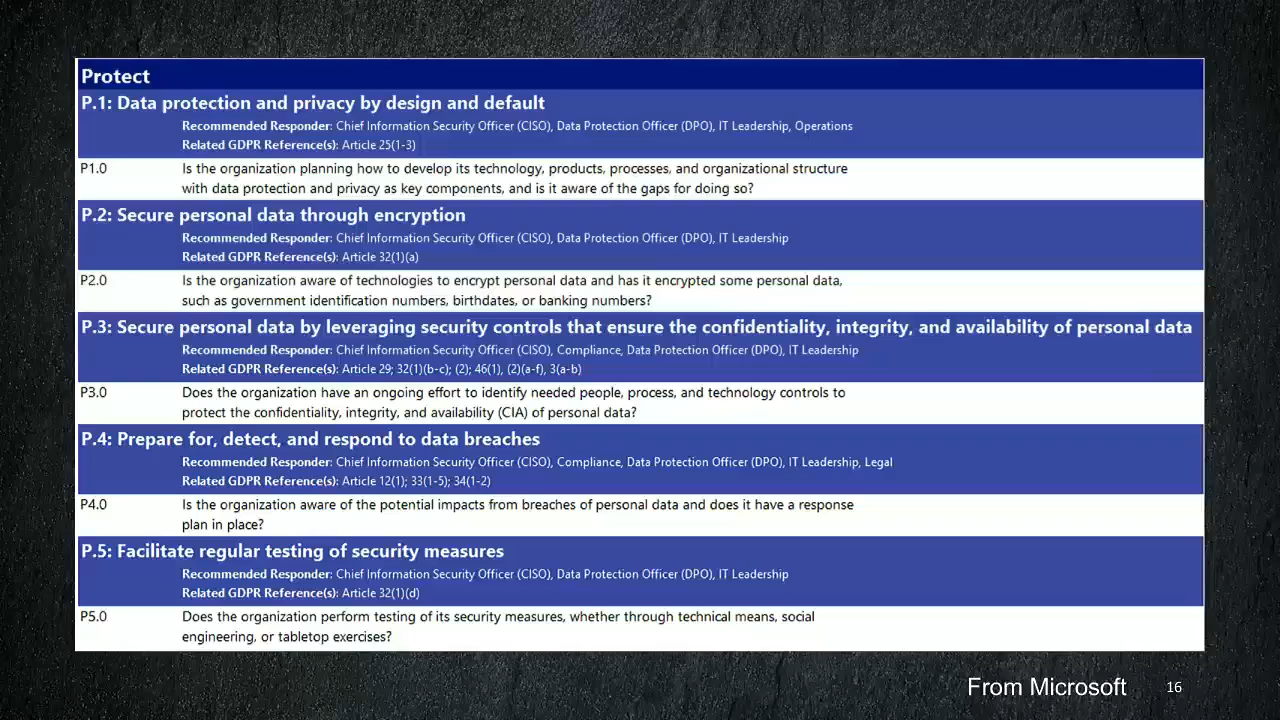 Protect
P.1: Data protection and privacy by design and default
Recommended Responder: Chief Information Security Officer (CISO), Data Protection Officer (DPO), IT Leadership, Operations
Related GDPR Reference(s): Article 25(1-3)
P1.0 Is the organization planning how to develop its technology, products, processes, and organizational structure
with data protection and privacy as key components, and is it aware of the gaps for doing so?
P.2: Secure personal data through encryption
Recommended Responder: Chief Information Security Officer (CISO), Data Protection Officer (DPO), IT Leadership
Related GDPR Reference(s): Article 32(1)(a)
P2.0 Is the organization aware of technologies to encrypt personal data and has it encrypted some personal data,
such as government identification numbers, birthdates, or banking numbers?
P.3: Secure personal data by leveraging security controls that ensure the confidentiality, integrity, and availability of personal data
Recommended Responder: Chief Information Security Officer (CISO), Compliance, Data Protection Officer (DPO), IT Leadership
Related GDPR Reference(s): Article 29; 32(1)(b-c); (2); 46(1), (2)(a-f), 3(a-b)
P3.0 Does the organization have an ongoing effort to identify needed people, process, and technology controls to
protect the confidentiality, integrity, and availability (CIA) of personal data?
P.4: Prepare for, detect, and respond to data breaches
Recommended Responder: Chief Information Security Officer (CISO), Compliance, Data Protection Officer (DPO), IT Leadership, Legal
Related GDPR Reference(s): Article 12(1); 33(1-5); 34(1-2)
P4.0 Is the organization aware of the potential impacts from breaches of personal data and does it have a response
plan in place?
P.5: Facilitate regular testing of security measures
Recommended Responder: Chief Information Security Officer (CISO), Data Protection Officer (DPO), IT Leadership
Related GDPR Reference(s): Article 32(1)(d)
P5.0 Does the organization perform testing of its security measures, whether through technical means, social
engineering, or tabletop exercises?
From Microsoft 16